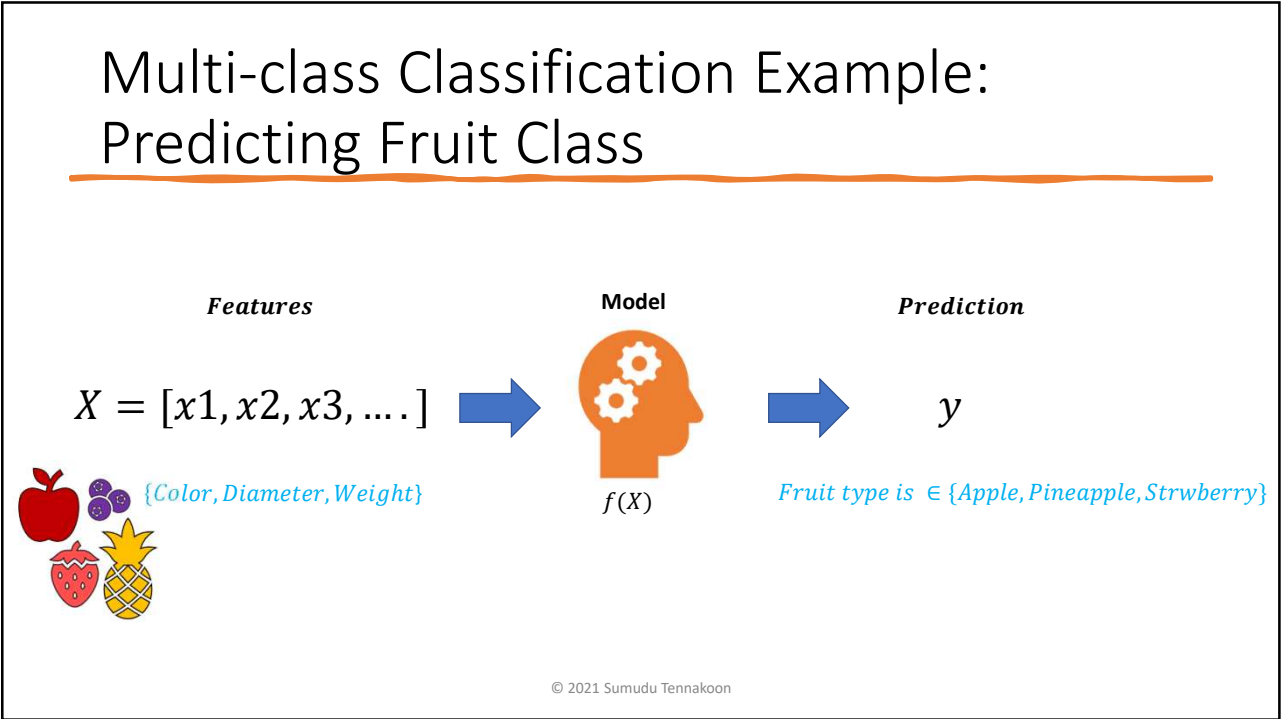 Multi-class Classification Example:
Predicting Fruit Class
Features
Model
Prediction
X = [x1, x2, x3, … . ]
y
{Color, Diameter, Weight}
f(X)
Fruit type is ∈ {Apple, Pineapple, Strwberry}
© 2021 Sumudu Tennakoon